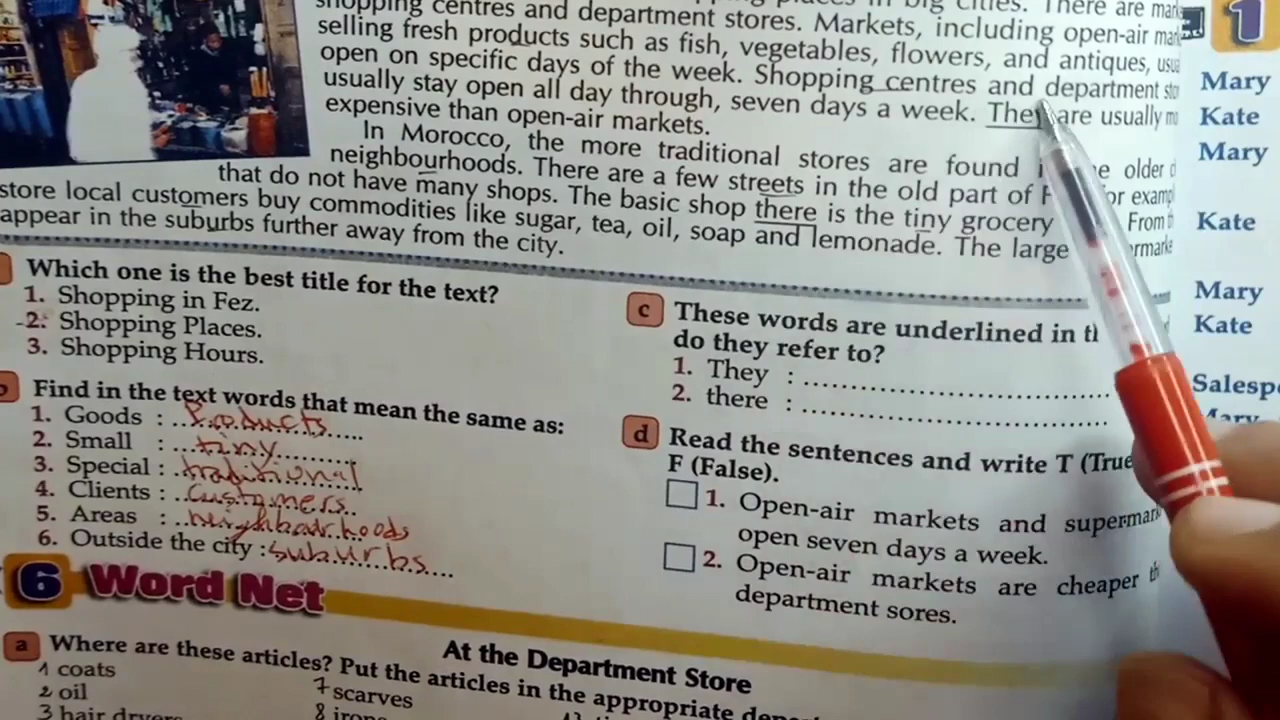 shopping centres and department stores. Markets, including open-air
selling fresh products such as fish, vegetables, flowers, and antiques,
open on specific days of the week. Shopping centres and department
usually stay open all day through, seven days a week. They are usually
expensive than open-air markets.
In Morocco, the more traditional stores are found older
neighbourhoods. There are a few streets in the old part of
that do not have many shops. The basic shop there is the tiny grocery From
store local customers buy commodities like sugar, tea, oil, soap and lemonade. The large
appear in the suburbs further away from the city.
Which one is the best title for the text?
1. Shopping in Fez.
2. Shopping Places.
3. Shopping Hours.
Find in the text words that mean the same as:
1. Goods : Products
2. Small : tiny
3. Special : traditional
4. Clients : customers
5. Areas : neighbourhoods
6. Outside the city : suburbs
c These words are underlined in
do they refer to?
1. They :
2. there :
d Read the sentences and write T (True
F (False).
1. Open-air markets and
open seven days a week.
2. Open-air markets are cheaper
department sores.
6 Word Net
At the Department Store
a Where are these articles? Put the articles in the appropriate
1 coats
2 oil
3 hair dryers
7 scarves
8 irons
1
Mary
Kate
Mary
Kate
Mary
Kate
Mary